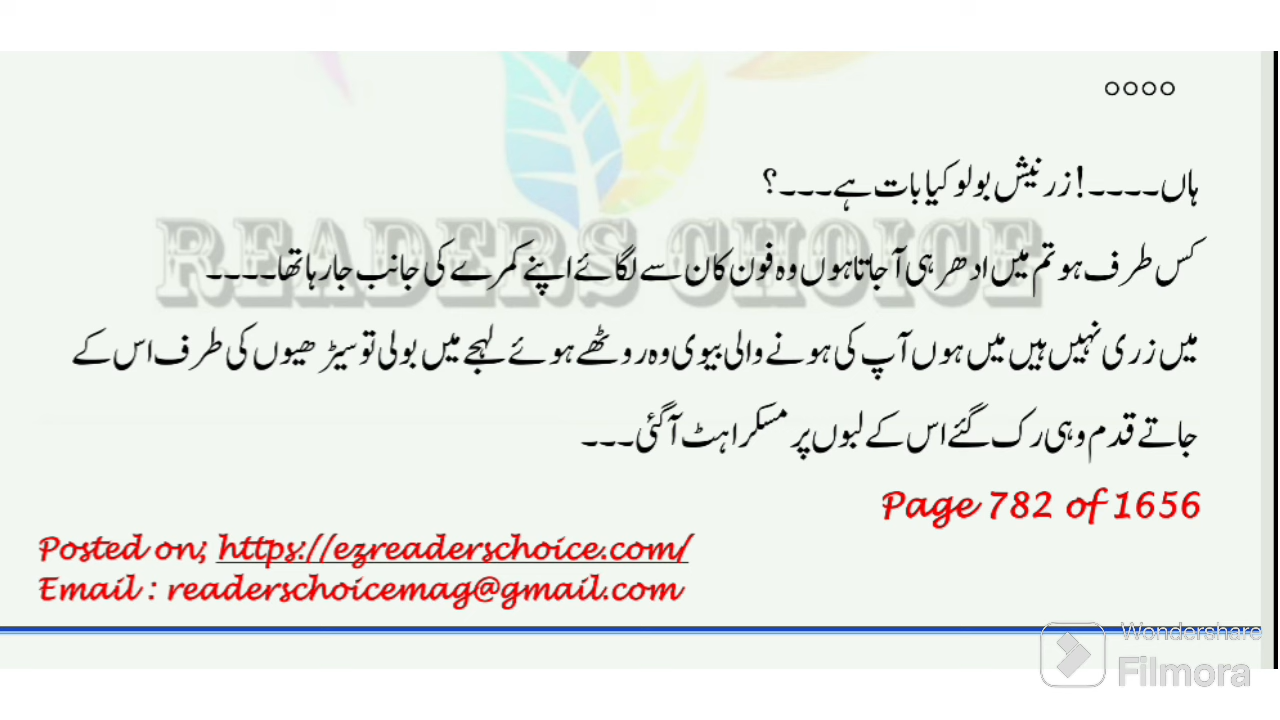 oooo
ہاں۔۔۔۔! زرنیش بولو کیا بات ہے۔۔۔؟
کس طرف ہو تم میں ادھر ہی آجاتا ہوں وہ فون کان سے لگائے اپنے کمرے کی جانب جا رہا تھا۔۔۔۔
میں زری نہیں ہیں میں ہوں آپ کی ہونے والی بیوی وہ روٹھے ہوئے لہجے میں بولی تو سیڑھیوں کی طرف اس کے
جاتے قدم وہی رک گئے اس کے لبوں پر مسکراہٹ آگئی۔۔۔
READERS CHOICE
Page 782 of 1656
Posted on; https://ezreaderschoice.com/
Email : readerschoicemag@gmail.com
Wondershare
Filmora